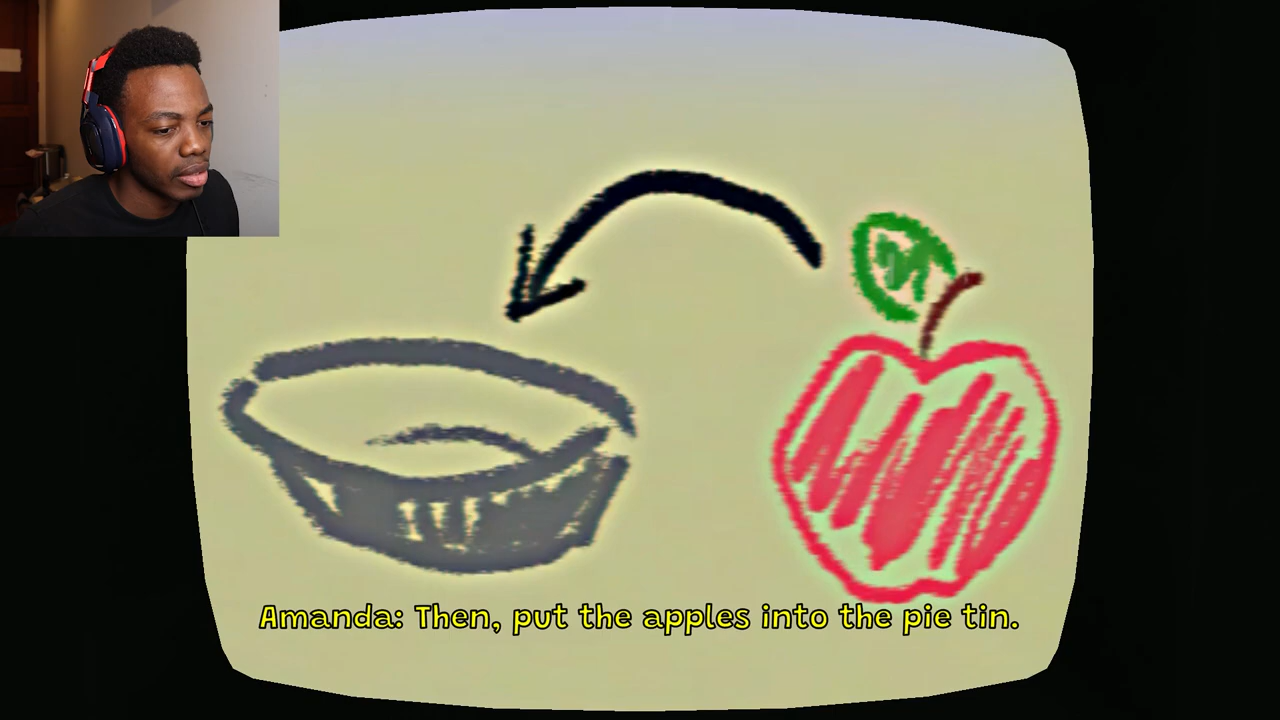 Amanda: Then, put the apples into the pie tin.